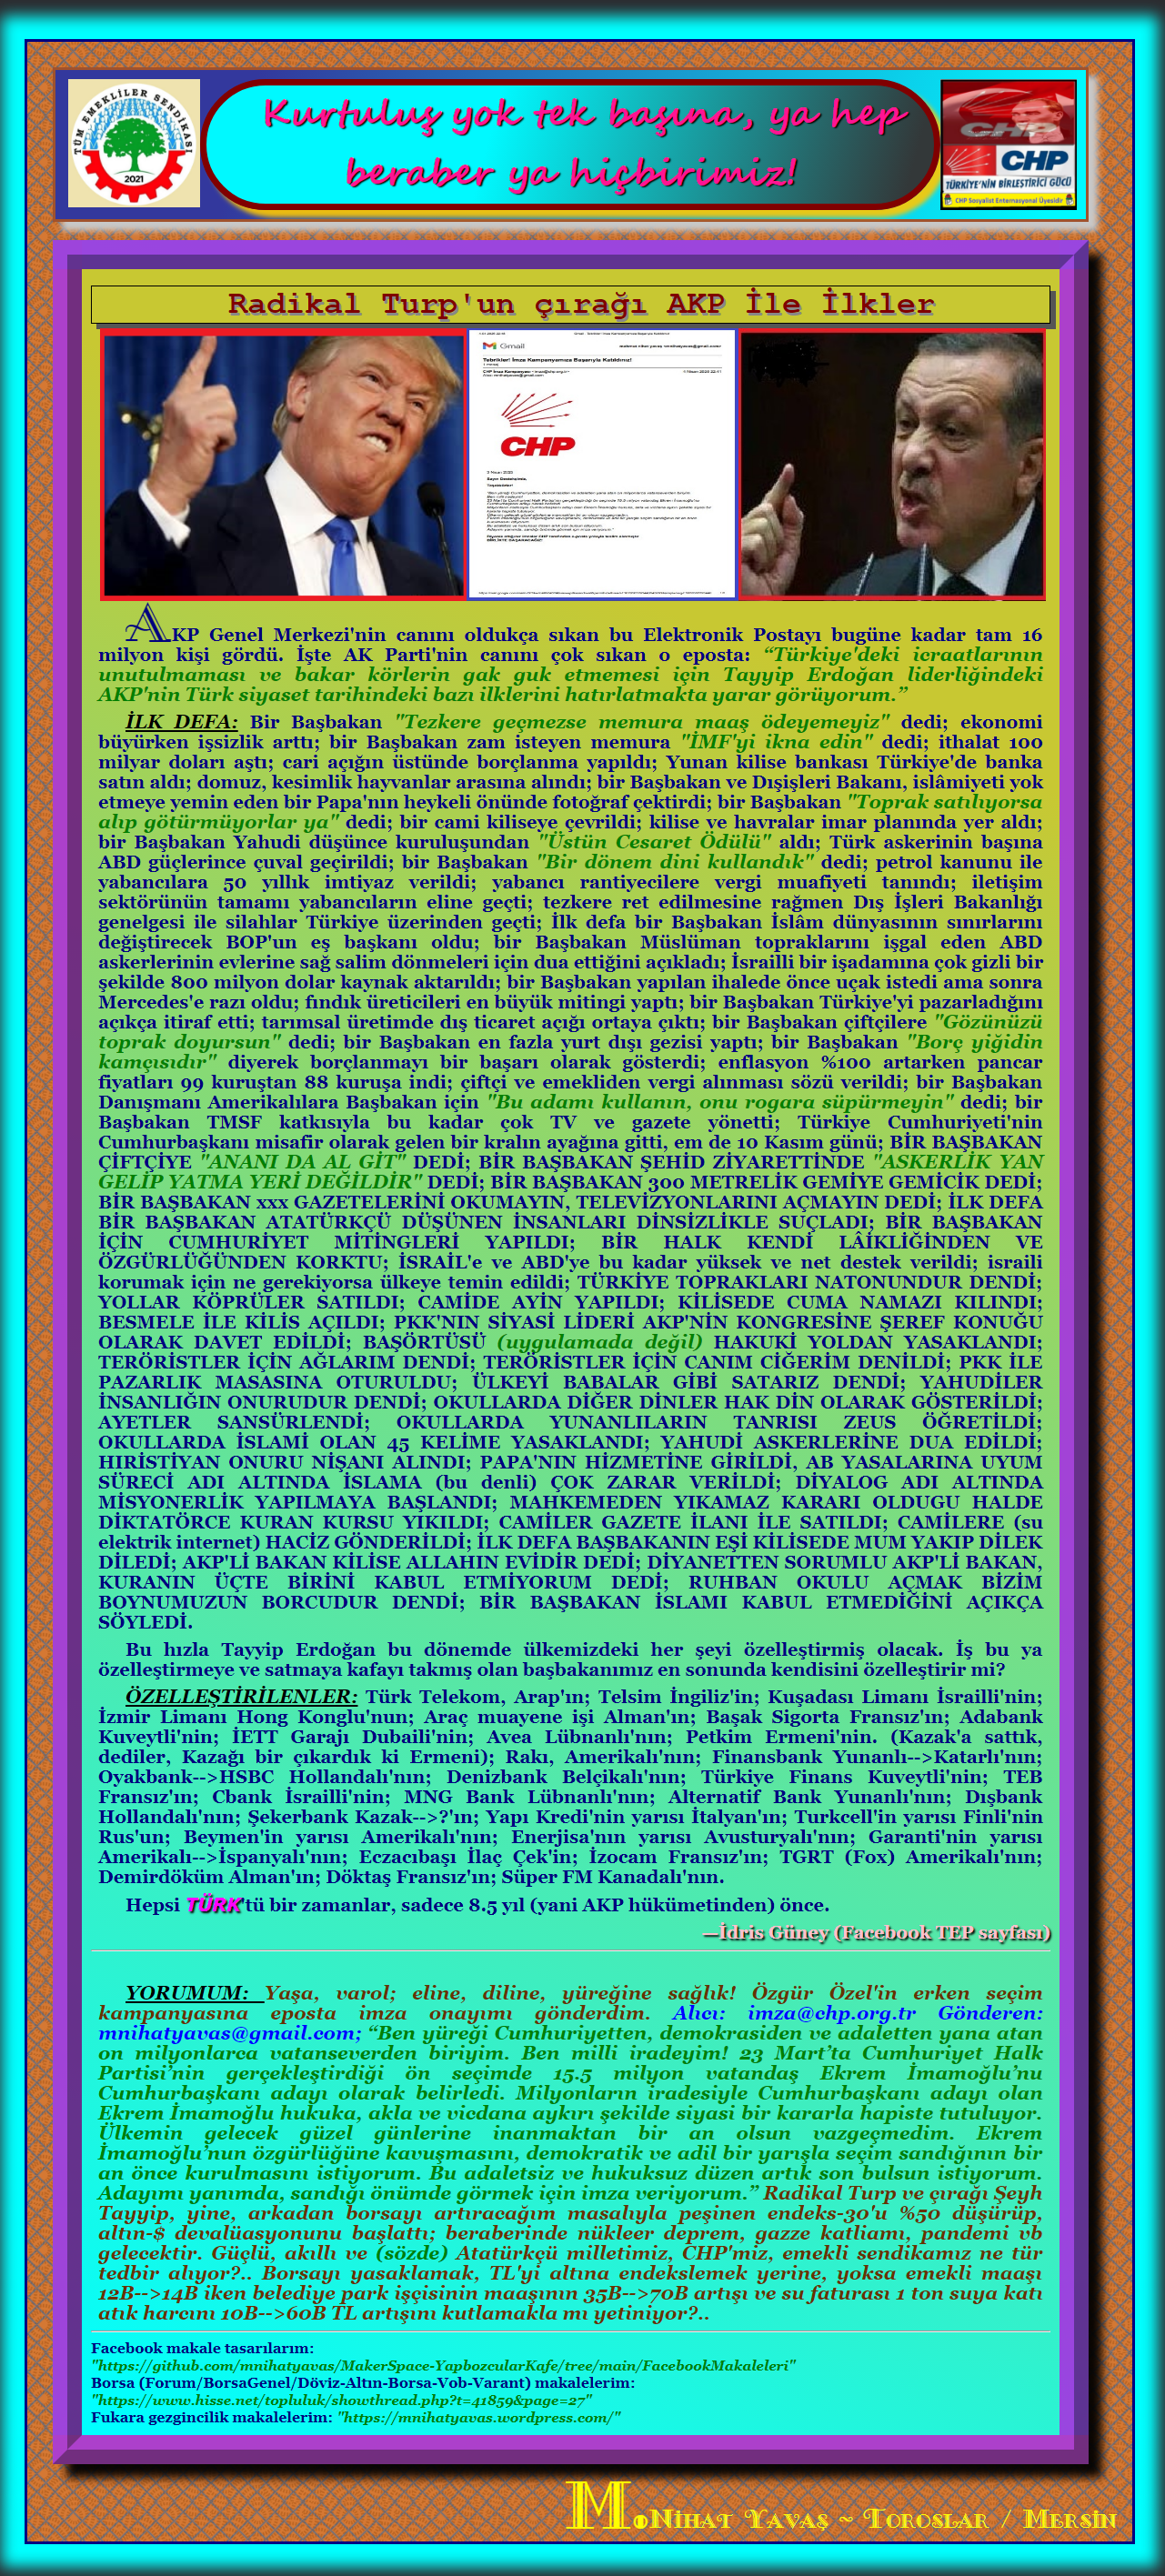 TÜM EMEKLİLER SENDİKASI
2021
Kurtuluş yok tek başına, ya hep
beraber ya hiçbirimiz!
CHP
CHP
TÜRKİYE'NİN BİRLEŞTİRİCİ GÜCÜ
CHP Sosyalist Enternasyonal Üyesidir
Radikal Turp'un çırağı AKP İle İlkler
Gmail
Tebrikler! İmza Kampanyamıza Başarıyla Katıldınız!
CHP
AKP Genel Merkezi'nin canını oldukça sıkan bu Elektronik Postayı bugüne kadar tam 16
milyon kişi gördü. İşte AK Parti'nin canını çok sıkan o eposta: “Türkiye'deki icraatlarının
unutulmaması ve bakar körlerin gak guk etmemesi için Tayyip Erdoğan liderliğindeki
AKP'nin Türk siyaset tarihindeki bazı ilklerini hatırlatmakta yarar görüyorum.”
İLK DEFA: Bir Başbakan "Tezkere geçmezse memura maaş ödeyemeyiz" dedi; ekonomi
büyürken işsizlik arttı; bir Başbakan zam isteyen memura "İMF'yi ikna edin" dedi; ithalat 100
milyar doları aştı; cari açığın üstünde borçlanma yapıldı; Yunan kilise bankası Türkiye'de banka
satın aldı; domuz, kesimlik hayvanlar arasına alındı; bir Başbakan ve Dışişleri Bakanı, islâmiyeti yok
etmeye yemin eden bir Papa'nın heykeli önünde fotoğraf çektirdi; bir Başbakan "Toprak satılıyorsa
alıp götürmüyorlar ya" dedi; bir cami kiliseye çevrildi; kilise ve havralar imar planında yer aldı;
bir Başbakan Yahudi düşünce kuruluşundan "Üstün Cesaret Ödülü" aldı; Türk askerinin başına
ABD güçlerince çuval geçirildi; bir Başbakan "Bir dönem dini kullandık" dedi; petrol kanunu ile
yabancılara 50 yıllık imtiyaz verildi; yabancı rantiyecilere vergi muafiyeti tanındı; iletişim
sektörünün tamamı yabancıların eline geçti; tezkere ret edilmesine rağmen Dış İşleri Bakanlığı
genelgesi ile silahlar Türkiye üzerinden geçti; İlk defa bir Başbakan İslâm dünyasının sınırlarını
değiştirecek BOP'un eş başkanı oldu; bir Başbakan Müslüman topraklarını işgal eden ABD
askerlerinin evlerine sağ salim dönmeleri için dua ettiğini açıkladı; İsrailli bir işadamına çok gizli bir
şekilde 800 milyon dolar kaynak aktarıldı; bir Başbakan yapılan ihalede önce uçak istedi ama sonra
Mercedes'e razı oldu; fındık üreticileri en büyük mitingi yaptı; bir Başbakan Türkiye'yi pazarladığını
açıkça itiraf etti; tarımsal üretimde dış ticaret açığı ortaya çıktı; bir Başbakan çiftçilere "Gözünüzü
toprak doyursun" dedi; bir Başbakan en fazla yurt dışı gezisi yaptı; bir Başbakan "Borç yiğidin
kamçısıdır" diyerek borçlanmayı bir başarı olarak gösterdi; enflasyon %100 artarken pancar
fiyatları 99 kuruştan 88 kuruşa indi; çiftçi ve emekliden vergi alınması sözü verildi; bir Başbakan
Danışmanı Amerikalılara Başbakan için "Bu adamı kullanın, onu rogara süpürmeyin" dedi; bir
Başbakan TMSF katkısıyla bu kadar çok TV ve gazete yönetti; Türkiye Cumhuriyeti'nin
Cumhurbaşkanı misafir olarak gelen bir kralın ayağına gitti, em de 10 Kasım günü; BİR BAŞBAKAN
ÇİFTÇİYE "ANANI DA AL GİT" DEDİ; BİR BAŞBAKAN ŞEHİD ZİYARETTİNDE "ASKERLİK YAN
GELİP YATMA YERİ DEĞİLDİR" DEDİ; BİR BAŞBAKAN 300 METRELİK GEMİYE GEMİCİK DEDİ;
BİR BAŞBAKAN xxx GAZETELERİNİ OKUMAYIN, TELEVİZYONLARINI AÇMAYIN DEDİ; İLK DEFA
BİR BAŞBAKAN ATATÜRKÇÜ DÜŞÜNEN İNSANLARI DİNSİZLİKLE SUÇLADI; BİR BAŞBAKAN
İÇİN CUMHURİYET MİTİNGLERİ YAPILDI; BİR HALK KENDİ LÂİKLİĞİNDEN VE
ÖZGÜRLÜĞÜNDEN KORKTU; İSRAİL'e ve ABD'ye bu kadar yüksek ve net destek verildi; israili
korumak için ne gerekiyorsa ülkeye temin edildi; TÜRKİYE TOPRAKLARI NATONUNDUR DENDİ;
YOLLAR KÖPRÜLER SATILDI; CAMİDE AYİN YAPILDI; KİLİSEDE CUMA NAMAZI KILINDI;
BESMELE İLE KİLİS AÇILDI; PKK'NIN SİYASİ LİDERİ AKP'NİN KONGRESİNE ŞEREF KONUĞU
OLARAK DAVET EDİLDİ; BAŞÖRTÜSÜ (uygulamada değil) HAKUKİ YOLDAN YASAKLANDI;
TERÖRİSTLER İÇİN AĞLARIM DENDİ; TERÖRİSTLER İÇİN CANIM CİĞERİM DENİLDİ; PKK İLE
PAZARLIK MASASINA OTURULDU; ÜLKEYİ BABALAR GİBİ SATARIZ DENDİ; YAHUDİLER
İNSANLIĞIN ONURUDUR DENDİ; OKULLARDA DİĞER DİNLER HAK DİN OLARAK GÖSTERİLDİ;
AYETLER SANSÜRLENDİ; OKULLARDA YUNANLILARIN TANRISI ZEUS ÖĞRETİLDİ;
OKULLARDA İSLAMİ OLAN 45 KELİME YASAKLANDI; YAHUDİ ASKERLERİNE DUA EDİLDİ;
HIRİSTİYAN ONURU NİŞANI ALINDI; PAPA'NIN HİZMETİNE GİRİLDİ, AB YASALARINA UYUM
SÜRECİ ADI ALTINDA İSLAMA (bu denli) ÇOK ZARAR VERİLDİ; DİYALOG ADI ALTINDA
MİSYONERLİK YAPILMAYA BAŞLANDI; MAHKEMEDEN YIKAMAZ KARARI OLDUGU HALDE
DİKTATÖRCE KURAN KURSU YIKILDI; CAMİLER GAZETE İLANI İLE SATILDI; CAMİLERE (su
elektrik internet) HACİZ GÖNDERİLDİ; İLK DEFA BAŞBAKANIN EŞİ KİLİSEDE MUM YAKIP DİLEK
DİLEDİ; AKP'Lİ BAKAN KİLİSE ALLAHIN EVİDİR DEDİ; DİYANETTEN SORUMLU AKP'Lİ BAKAN,
KURANIN ÜÇTE BİRİNİ KABUL ETMİYORUM DEDİ; RUHBAN OKULU AÇMAK BİZİM
BOYNUMUZUN BORCUDUR DENDİ; BİR BAŞBAKAN İSLAMI KABUL ETMEDİĞİNİ AÇIKÇA
SÖYLEDİ.
Bu hızla Tayyip Erdoğan bu dönemde ülkemizdeki her şeyi özelleştirmiş olacak. İş bu ya
özelleştirmeye ve satmaya kafayı takmış olan başbakanımız en sonunda kendisini özelleştirir mi?
ÖZELLEŞTİRİLENLER: Türk Telekom, Arap'ın; Telsim İngiliz'in; Kuşadası Limanı İsrailli'nin;
İzmir Limanı Hong Konglu'nun; Araç muayene işi Alman'ın; Başak Sigorta Fransız'ın; Adabank
Kuveytli'nin; İETT Garajı Dubaili'nin; Avea Lübnanlı'nın; Petkim Ermeni'nin. (Kazak'a sattık,
dediler, Kazağı bir çıkardık ki Ermeni); Rakı, Amerikalı'nın; Finansbank Yunanlı-->Katarlı'nın;
Oyakbank-->HSBC Hollandalı'nın; Denizbank Belçikalı'nın; Türkiye Finans Kuveytli'nin; TEB
Fransız'ın; Cbank İsrailli'nin; MNG Bank Lübnanlı'nın; Alternatif Bank Yunanlı'nın; Dışbank
Hollandalı'nın; Şekerbank Kazak-->?'ın; Yapı Kredi'nin yarısı İtalyan'ın; Turkcell'in yarısı Finli'nin
Rus'un; Beymen'in yarısı Amerikalı'nın; Enerjisa'nın yarısı Avusturyalı'nın; Garanti'nin yarısı
Amerikalı-->İspanyalı'nın; Eczacıbaşı İlaç Çek'in; İzocam Fransız'ın; TGRT (Fox) Amerikalı'nın;
Demirdöküm Alman'ın; Döktaş Fransız'ın; Süper FM Kanadalı'nın.
Hepsi TÜRK'tü bir zamanlar, sadece 8.5 yıl (yani AKP hükümetinden) önce.
—İdris Güney (Facebook TEP sayfası)
YORUMUM: Yaşa, varol; eline, diline, yüreğine sağlık! Özgür Özel'in erken seçim
kampanyasına eposta imza onayımı gönderdim. Alıcı: imza@chp.org.tr Gönderen:
mnihatyavas@gmail.com; “Ben yüreği Cumhuriyetten, demokrasiden ve adaletten yana atan
on milyonlarca vatanseverden biriyim. Ben milli iradeyim! 23 Mart’ta Cumhuriyet Halk
Partisi’nin gerçekleştirdiği ön seçimde 15.5 milyon vatandaş Ekrem İmamoğlu’nu
Cumhurbaşkanı adayı olarak belirledi. Milyonların iradesiyle Cumhurbaşkanı adayı olan
Ekrem İmamoğlu hukuka, akla ve vicdana aykırı şekilde siyasi bir kararla hapiste tutuluyor.
Ülkemin gelecek güzel günlerine inanmaktan bir an olsun vazgeçmedim. Ekrem
İmamoğlu’nun özgürlüğüne kavuşmasını, demokratik ve adil bir yarışla seçim sandığının bir
an önce kurulmasını istiyorum. Bu adaletsiz ve hukuksuz düzen artık son bulsun istiyorum.
Adayımı yanımda, sandığı önümde görmek için imza veriyorum.” Radikal Turp ve çırağı Şeyh
Tayyip, yine, arkadan borsayı artıracağım masalıyla peşinen endeks-30'u %50 düşürüp,
altın-$ devalüasyonunu başlattı; beraberinde nükleer deprem, gazze katliamı, pandemi vb
gelecektir. Güçlü, akıllı ve (sözde) Atatürkçü milletimiz, CHP'miz, emekli sendikamız ne tür
tedbir alıyor?.. Borsayı yasaklamak, TL'yi altına endekslemek yerine, yoksa emekli maaşı
12B-->14B iken belediye park işçisinin maaşının 35B-->70B artışı ve su faturası 1 ton suya katı
atık harcını 10B-->60B TL artışını kutlamakla mı yetiniyor?..
Facebook makale tasarılarım:
"https://github.com/mnihatyavas/MakerSpace-YapbozcularKafe/tree/main/FacebookMakaleleri"
Borsa (Forum/BorsaGenel/Döviz-Altın-Borsa-Vob-Varant) makalelerim:
"https://www.hisse.net/topluluk/showthread.php?t=41859&page=27"
Fukara gezgincilik makalelerim: "https://mnihatyavas.wordpress.com/"
M.Nihat Yavaş ~ Toroslar / Mersin